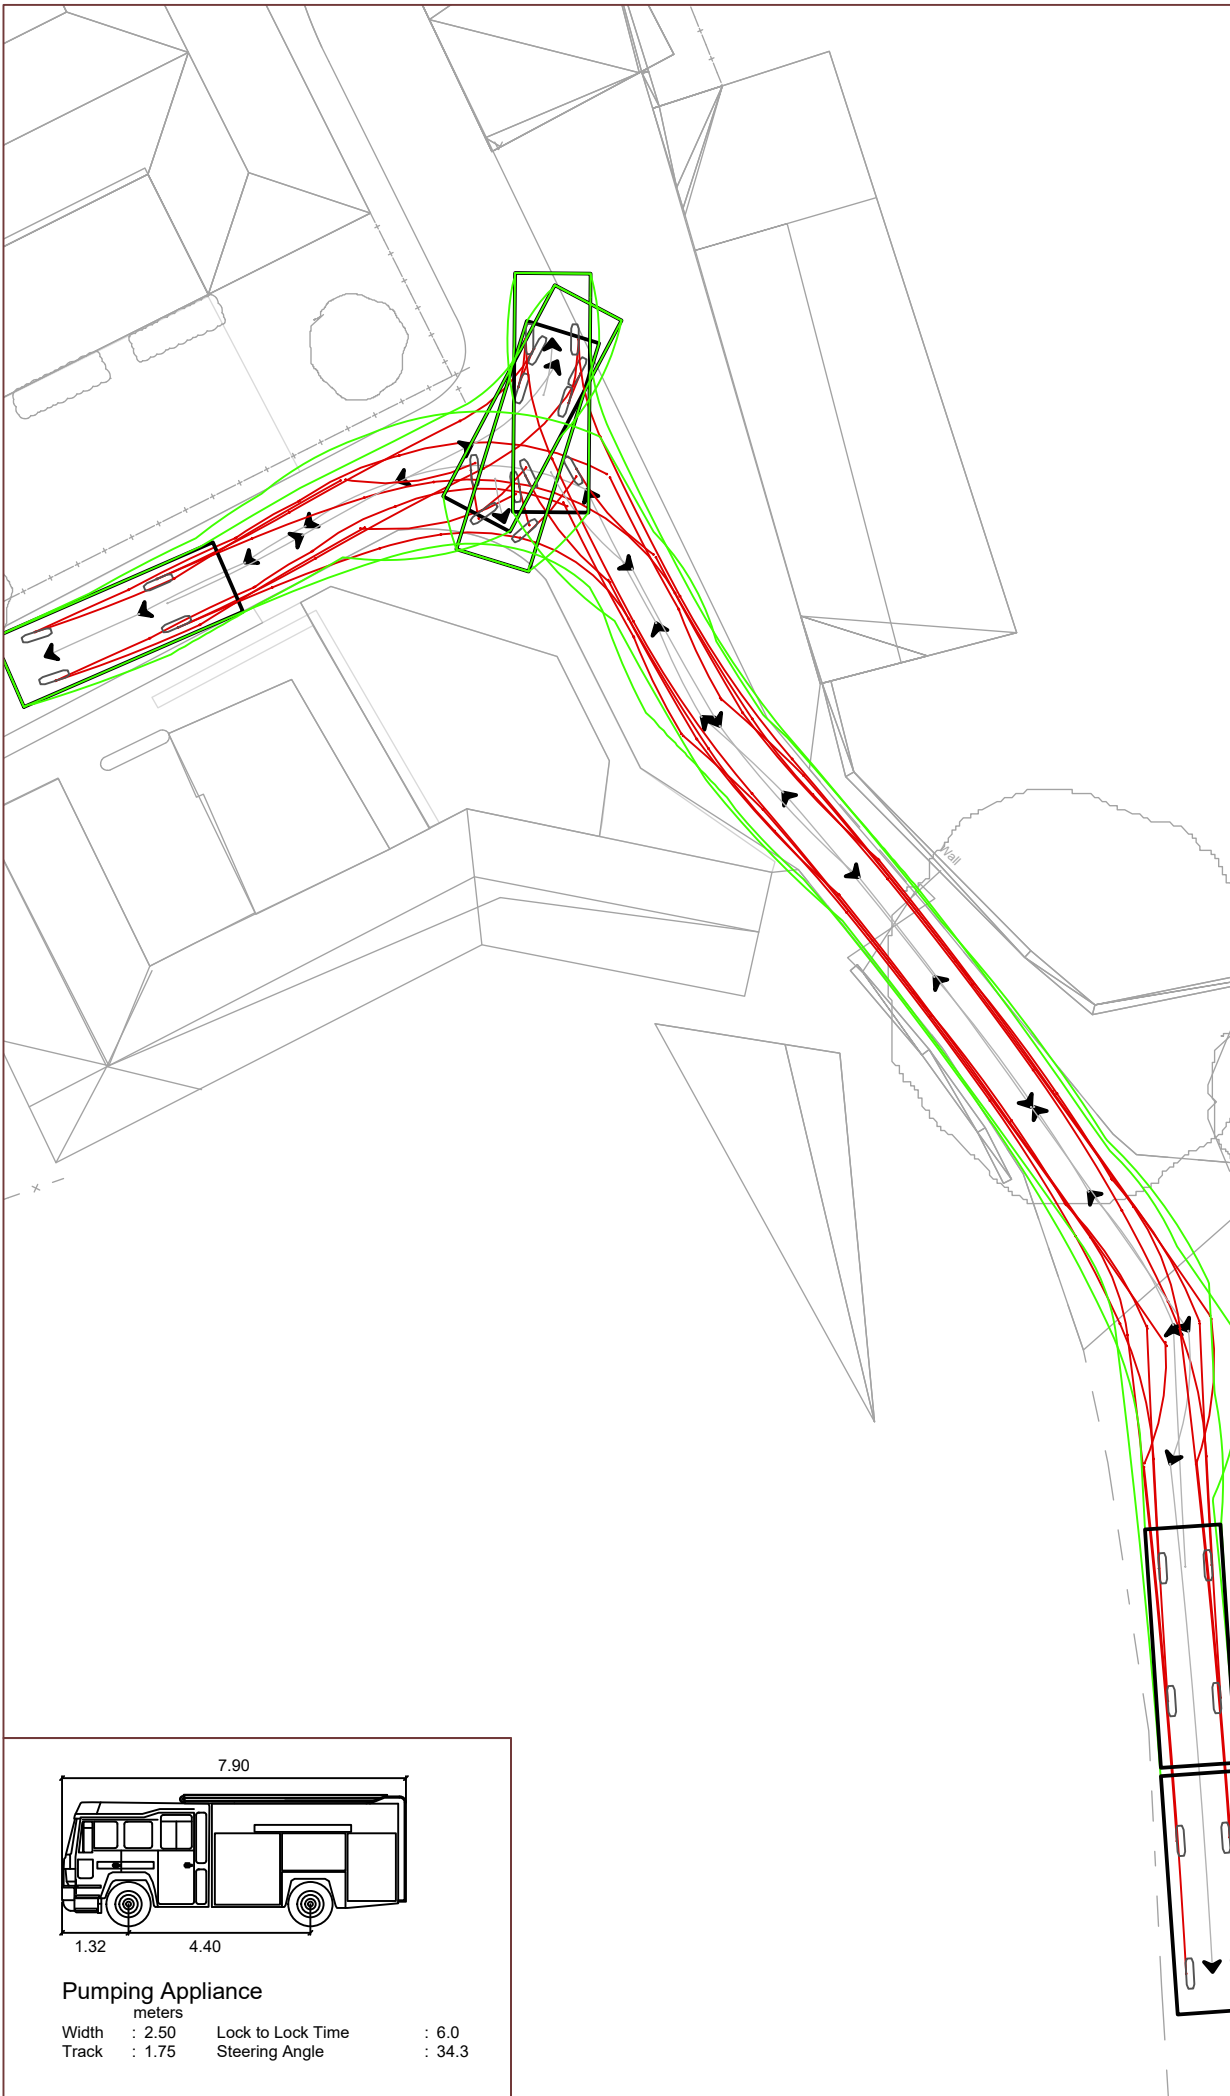 Wall
7.90
1.32 4.40
Pumping Appliance
meters
Width : 2.50 Lock to Lock Time : 6.0
Track : 1.75 Steering Angle : 34.3